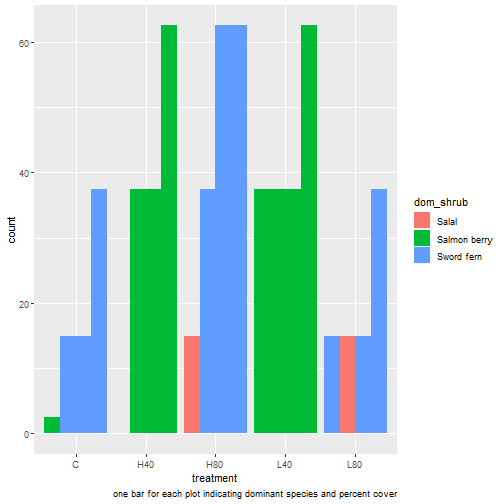 60
40
20
0
count
C H40 H80 L40 L80
treatment
one bar for each plot indicating dominant species and percent cover
dom_shrub
Salal
Salmon berry
Sword fern